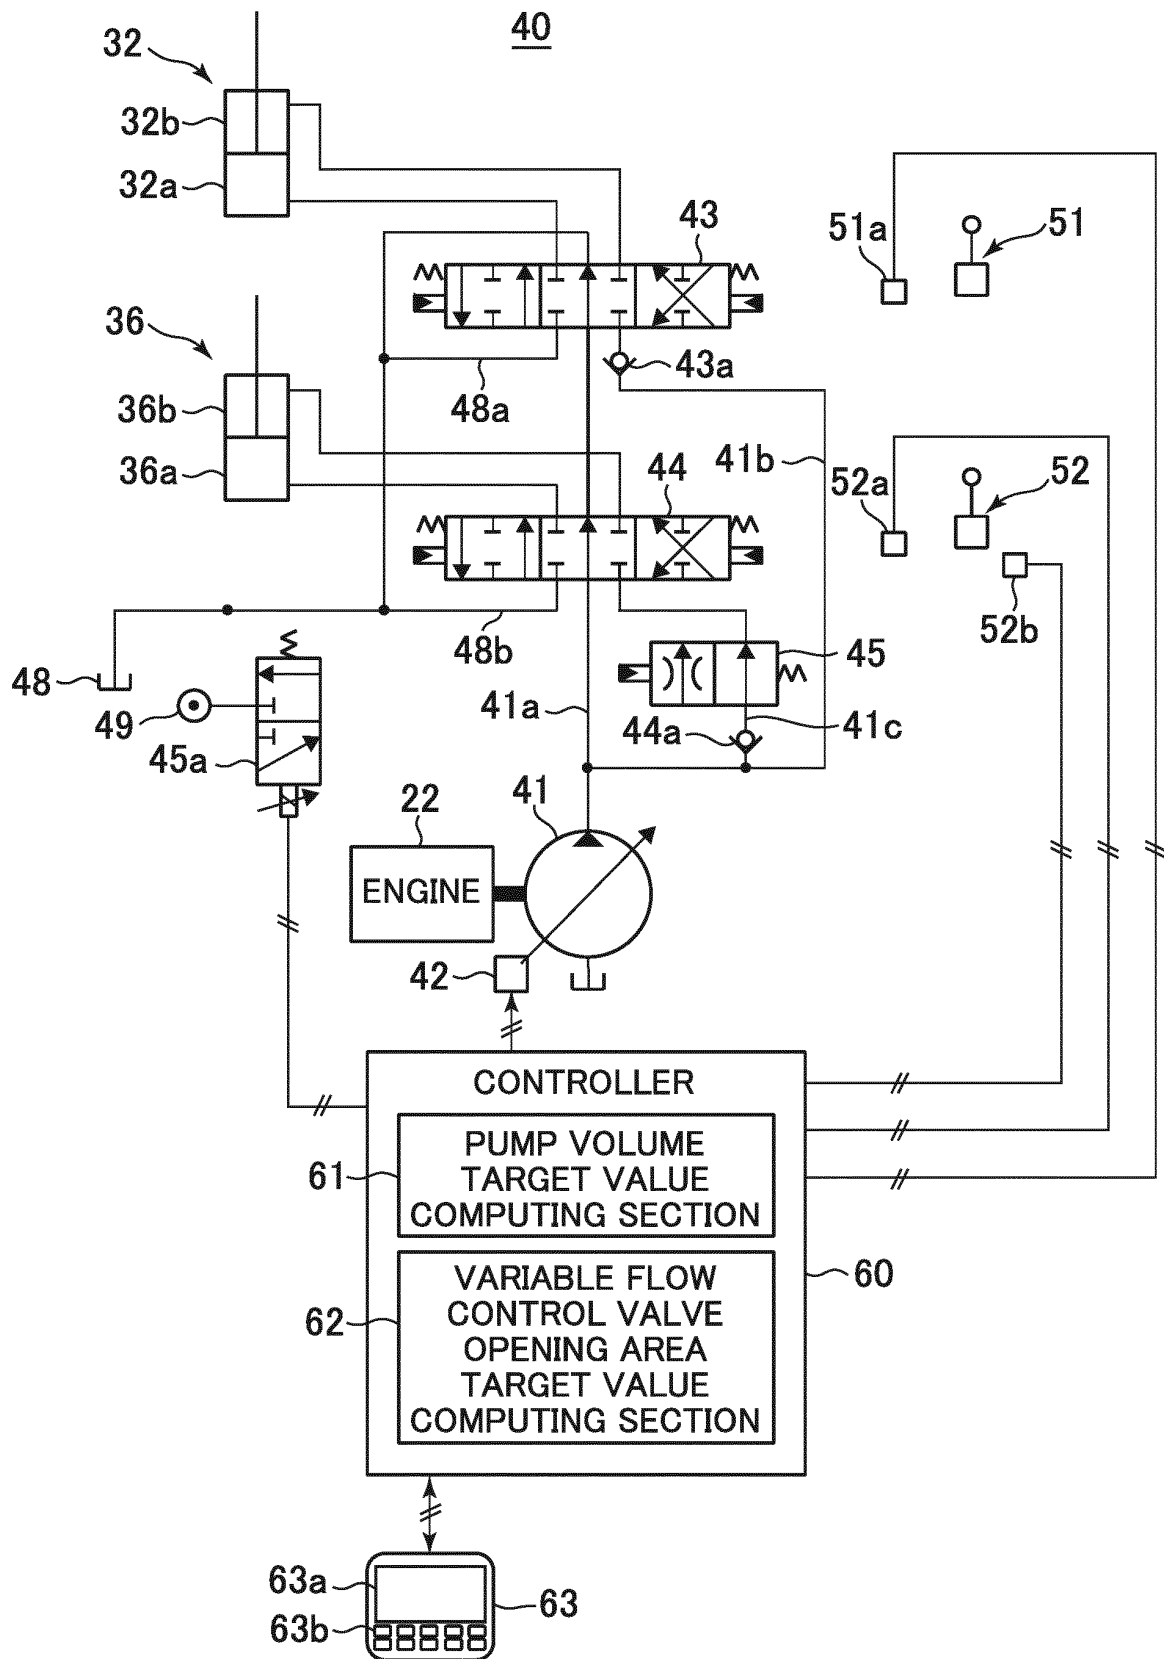 40
32
32b
32a
43
51a
51
36
43a
48a
36b
36a
41b
44
52a
52
52b
48b
45
48
49
45a
41a
44a
41c
22
41
ENGINE
42
CONTROLLER
61
PUMP VOLUME
TARGET VALUE
COMPUTING SECTION
60
62
VARIABLE FLOW
CONTROL VALVE
OPENING AREA
TARGET VALUE
COMPUTING SECTION
63a
63
63b